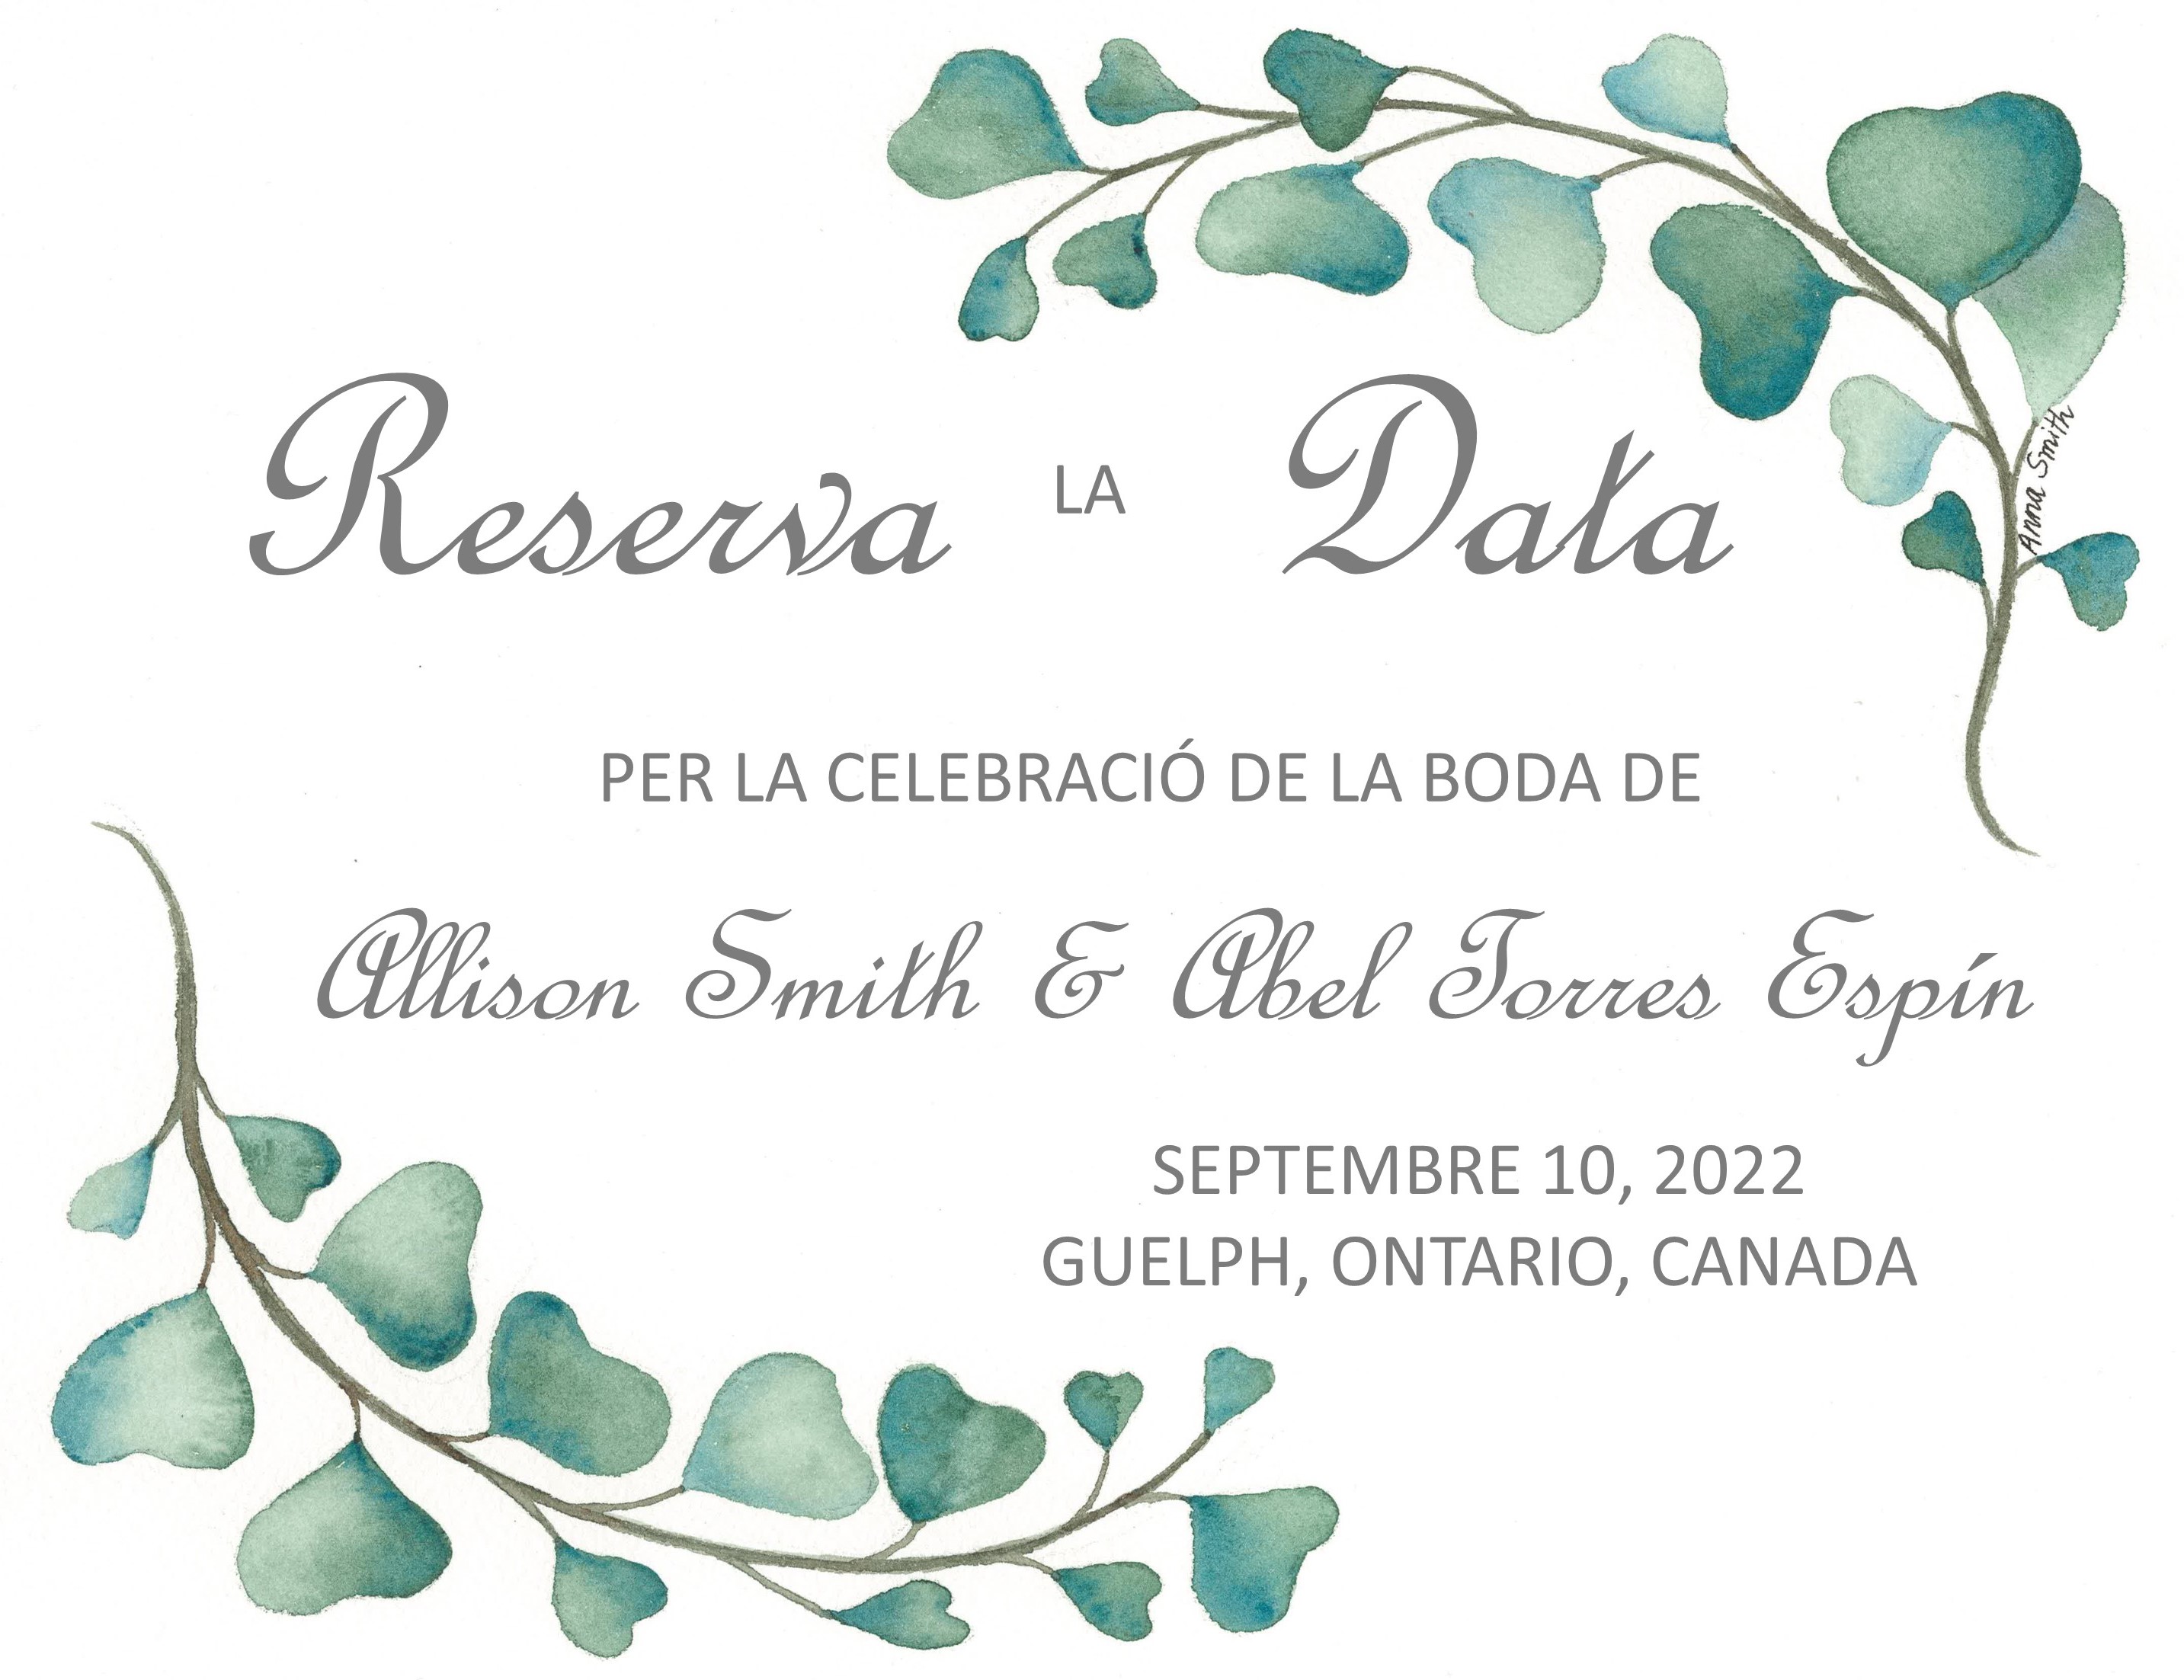 Reserva LA Data
Anna Smith
PER LA CELEBRACIÓ DE LA BODA DE
Allison Smith & Abel Torres Espín
SEPTEMBRE 10, 2022
GUELPH, ONTARIO, CANADA